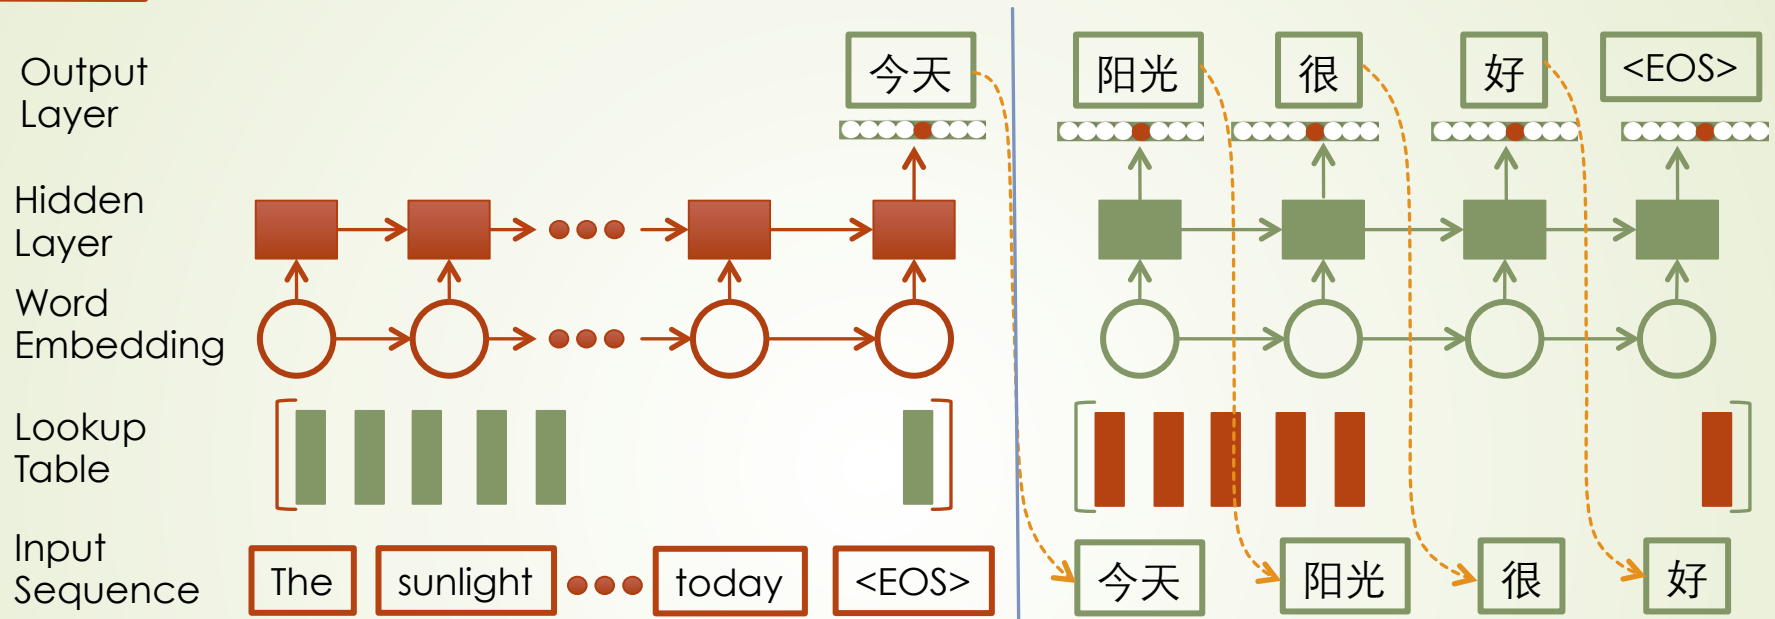 Output
Layer
今天
阳光
很
好
<EOS>
Hidden
Layer
Word
Embedding
Lookup
Table
Input
Sequence
The
sunlight
today
<EOS>
今天
阳光
很
好